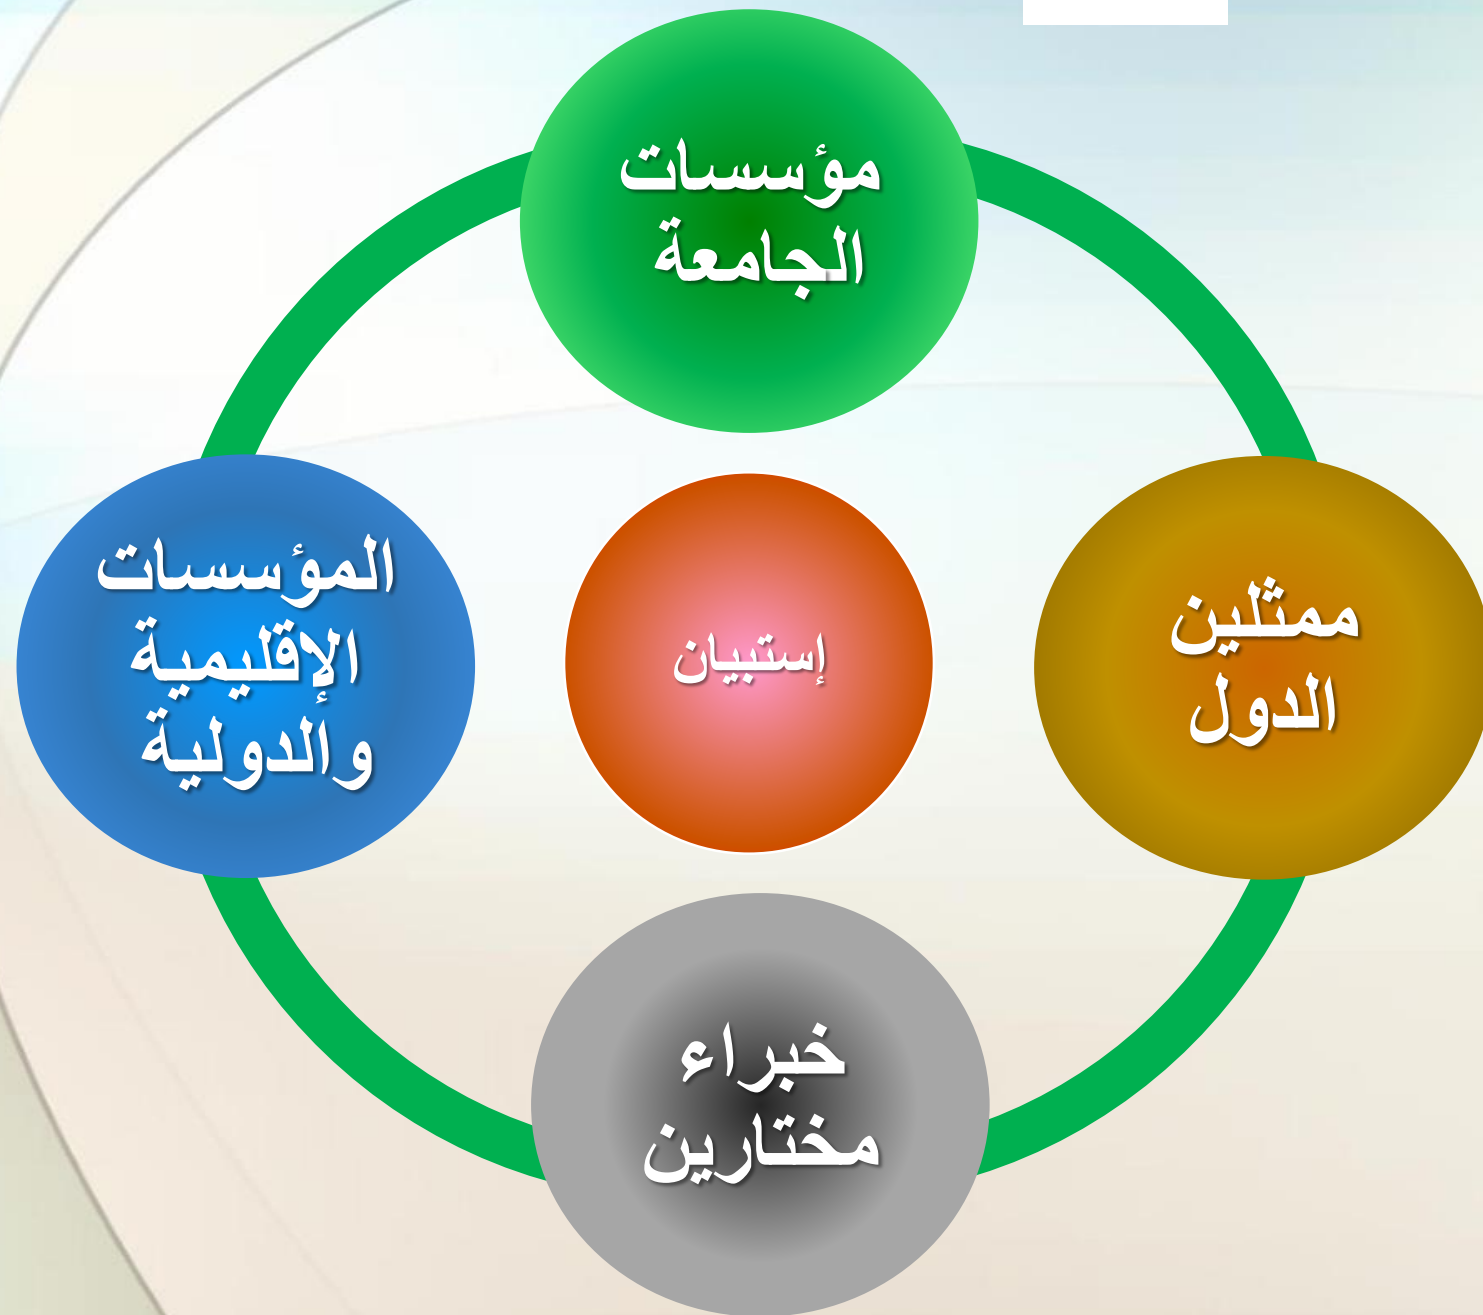 مؤسسات
الجامعة
ممثلين
الدول
إستبيان
المؤسسات
الإقليمية
والدولية
خبراء
مختارين